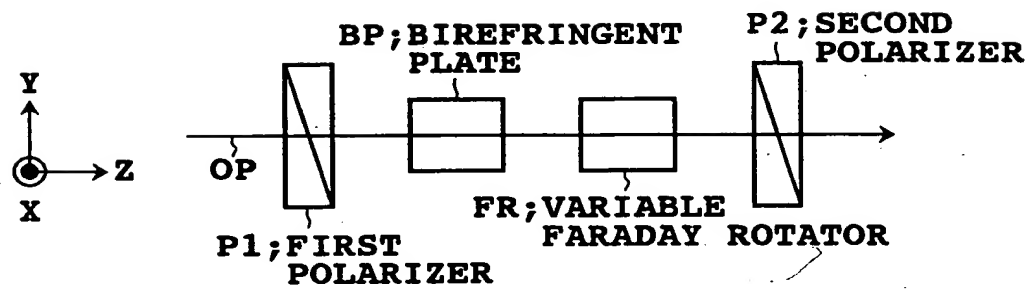 BP;BIREFRINGENT
PLATE
P2;SECOND
POLARIZER
Y
Z
X
OP
FR;VARIABLE
FARADAY ROTATOR
P1;FIRST
POLARIZER